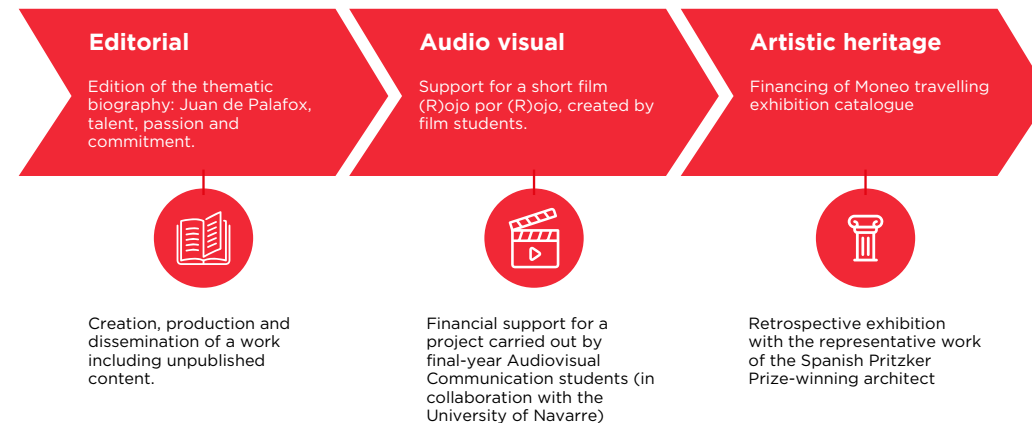 Editorial
Edition of the thematic
biography: Juan de Palafox,
talent, passion and
commitment.
Creation, production and
dissemination of a work
including unpublished
content.
Audio visual
Support for a short film
(R)ojo por (R)ojo, created by
film students.
Financial support for a
project carried out by
final-year Audiovisual
Communication students (in
collaboration with the
University of Navarre)
Artistic heritage
Financing of Moneo travelling
exhibition catalogue
Retrospective exhibition
with the representative work
of the Spanish Pritzker
Prize-winning architect